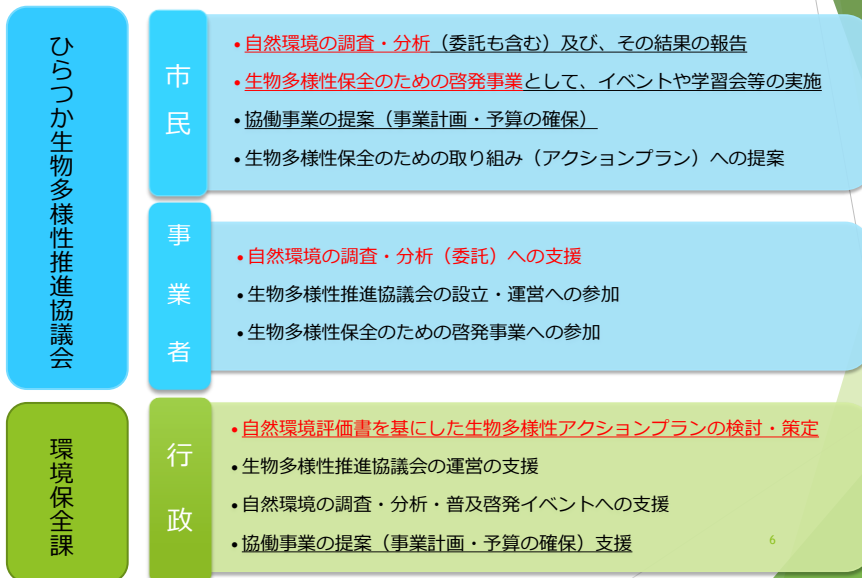 ひらつか生物多様性推進協議会
市民
•自然環境の調査・分析（委託も含む）及び、その結果の報告
•生物多様性保全のための啓発事業として、イベントや学習会等の実施
•協働事業の提案（事業計画・予算の確保）
•生物多様性保全のための取り組み（アクションプラン）への提案
事業者
•自然環境の調査・分析（委託）への支援
•生物多様性推進協議会の設立・運営への参加
•生物多様性保全のための啓発事業への参加
環境保全課
行政
•自然環境評価書を基にした生物多様性アクションプランの検討・策定
•生物多様性推進協議会の運営の支援
•自然環境の調査・分析・普及啓発イベントへの支援
•協働事業の提案（事業計画・予算の確保）支援
6